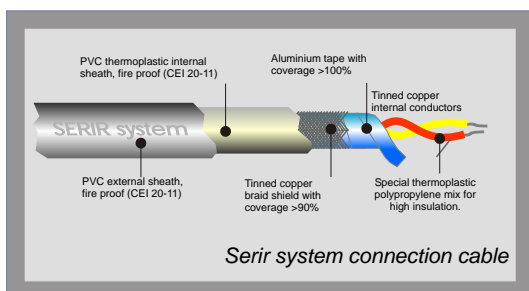 PVC thermoplastic internal
sheath, fire proof (CEI 20-11)
Aluminium tape with
coverage >100%
Tinned copper
internal conductors
SERIR system
PVC external sheath,
fire proof (CEI 20-11)
Tinned copper
braid shield with
coverage >90%
Special thermoplastic
polypropylene mix for
high insulation.
Serir system connection cable